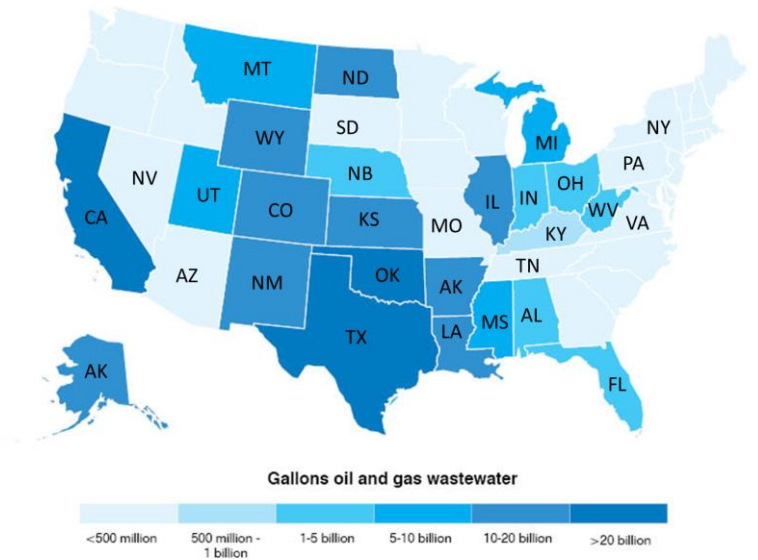 MT
ND
WY
SD
NY
MI
NB
PA
NV
UT
CO
IL
IN
OH
WV
VA
CA
KS
MO
KY
AZ
NM
OK
AK
TN
TX
LA
MS
AL
AK
FL
Gallons oil and gas wastewater
<500 million
500 million -
1 billion
1-5 billion
5-10 billion
10-20 billion
>20 billion